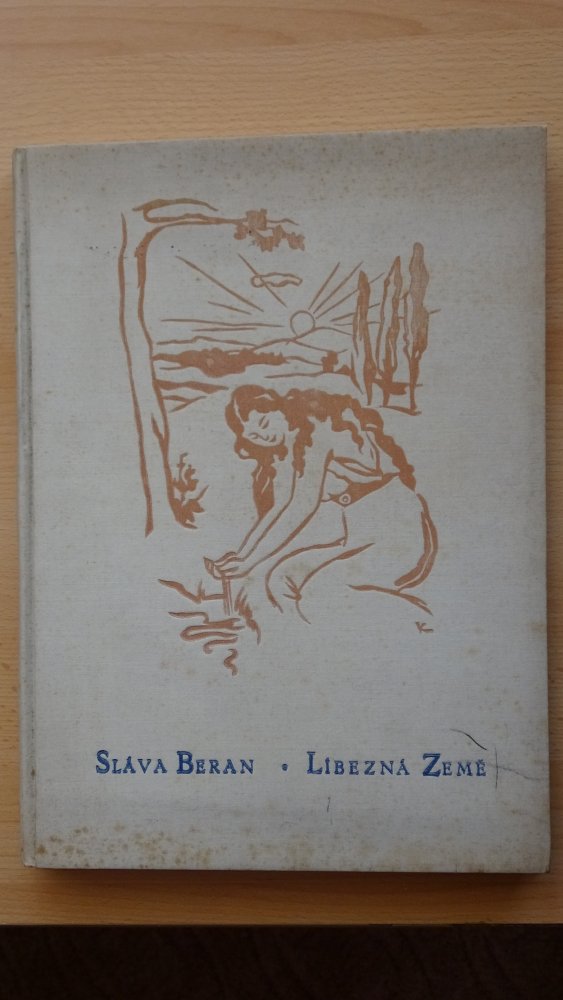 K
SLÁVA BERAN • LÍBEZNÁ ZEMĚ